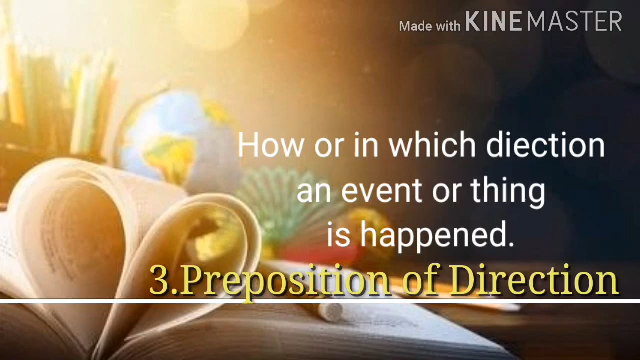 Made with KINEMASTER
How or in which diection
an event or thing
is happened.
3.Preposition of Direction